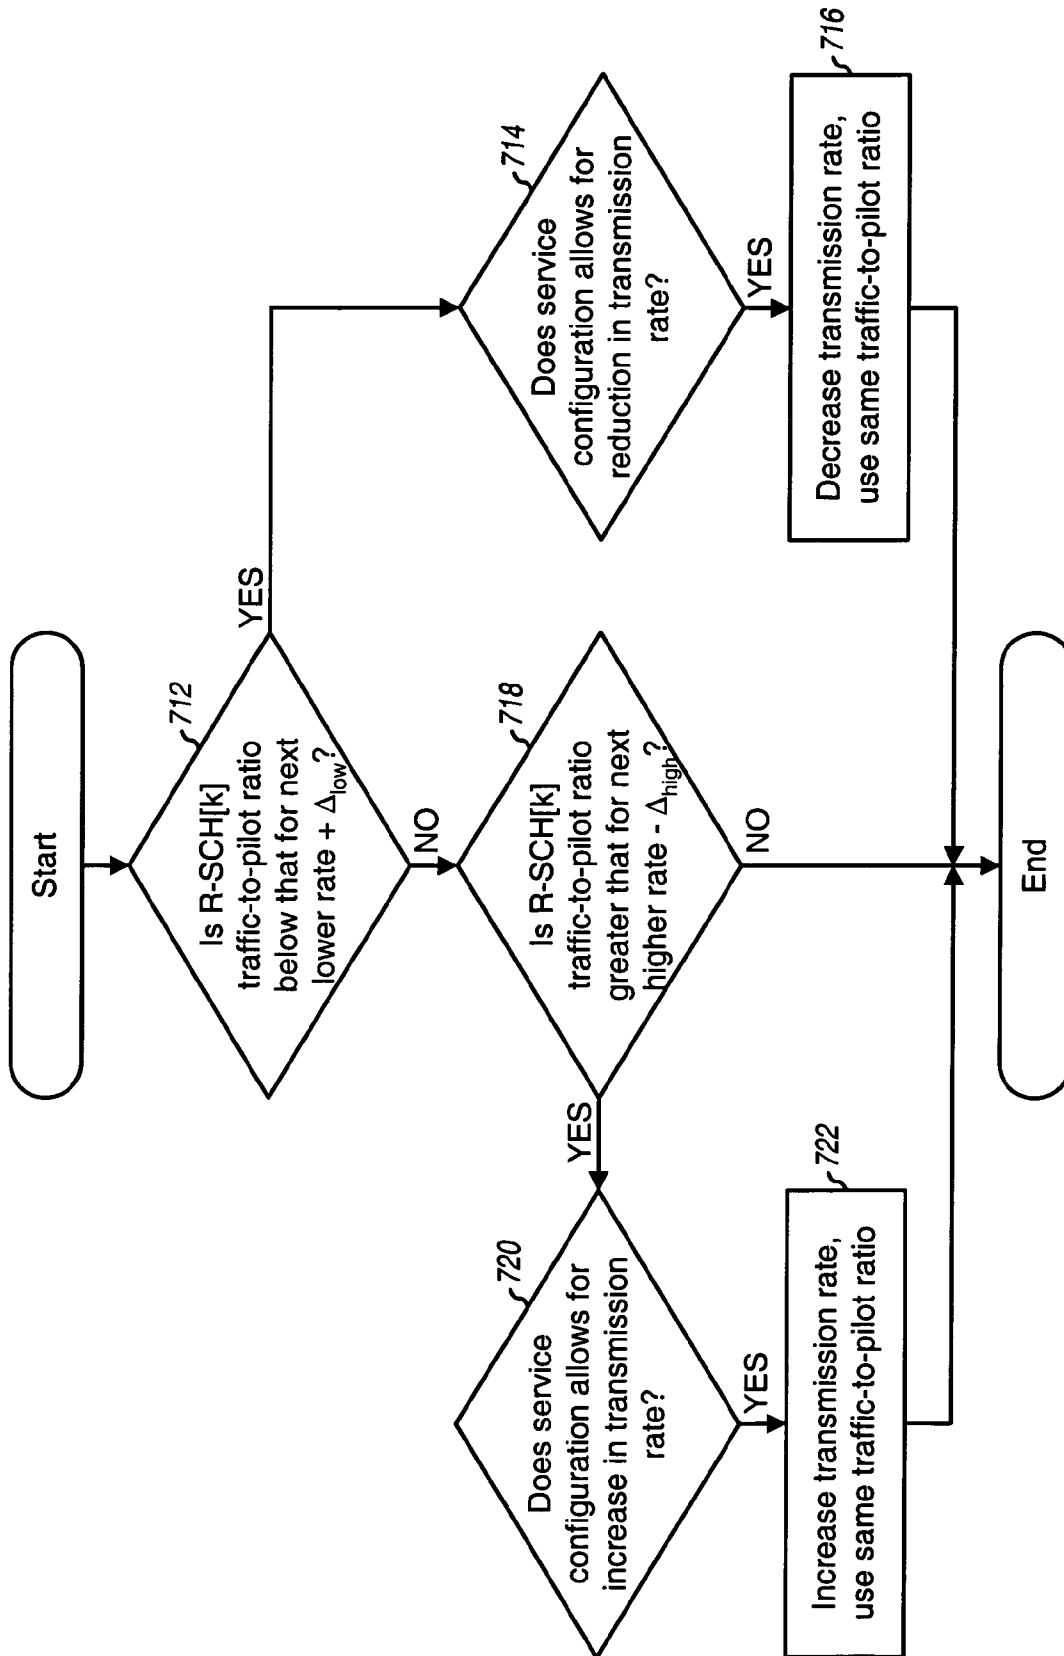 Start
712
Is R-SCH[k]
traffic-to-pilot ratio
below that for next
lower rate + Δlow?
YES
NO
714
Does service
configuration allows for
reduction in transmission
rate?
YES
716
Decrease transmission rate,
use same traffic-to-pilot ratio
718
Is R-SCH[k]
traffic-to-pilot ratio
greater that for next
higher rate - Δhigh?
YES
NO
720
Does service
configuration allows for
increase in transmission
rate?
YES
722
Increase transmission rate,
use same traffic-to-pilot ratio
End